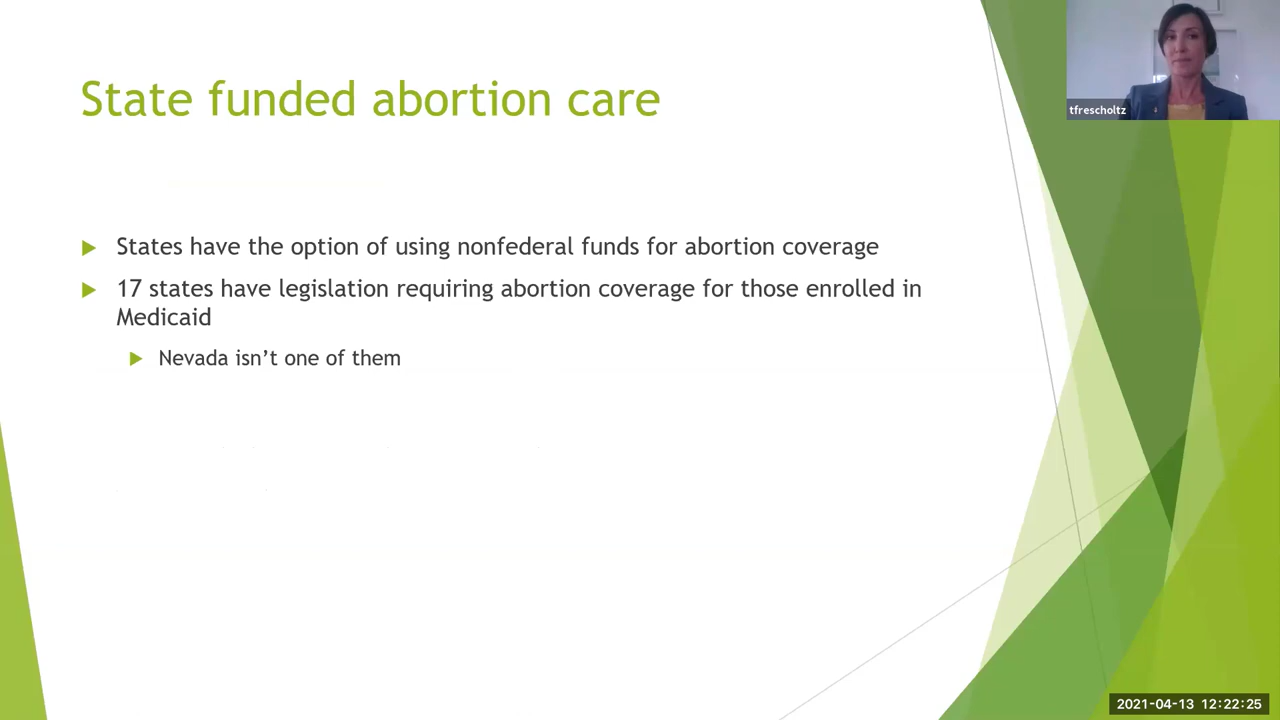 State funded abortion care
tfrescholtz
States have the option of using nonfederal funds for abortion coverage
17 states have legislation requiring abortion coverage for those enrolled in
Medicaid
Nevada isn’t one of them
2021-04-13 12:22:25